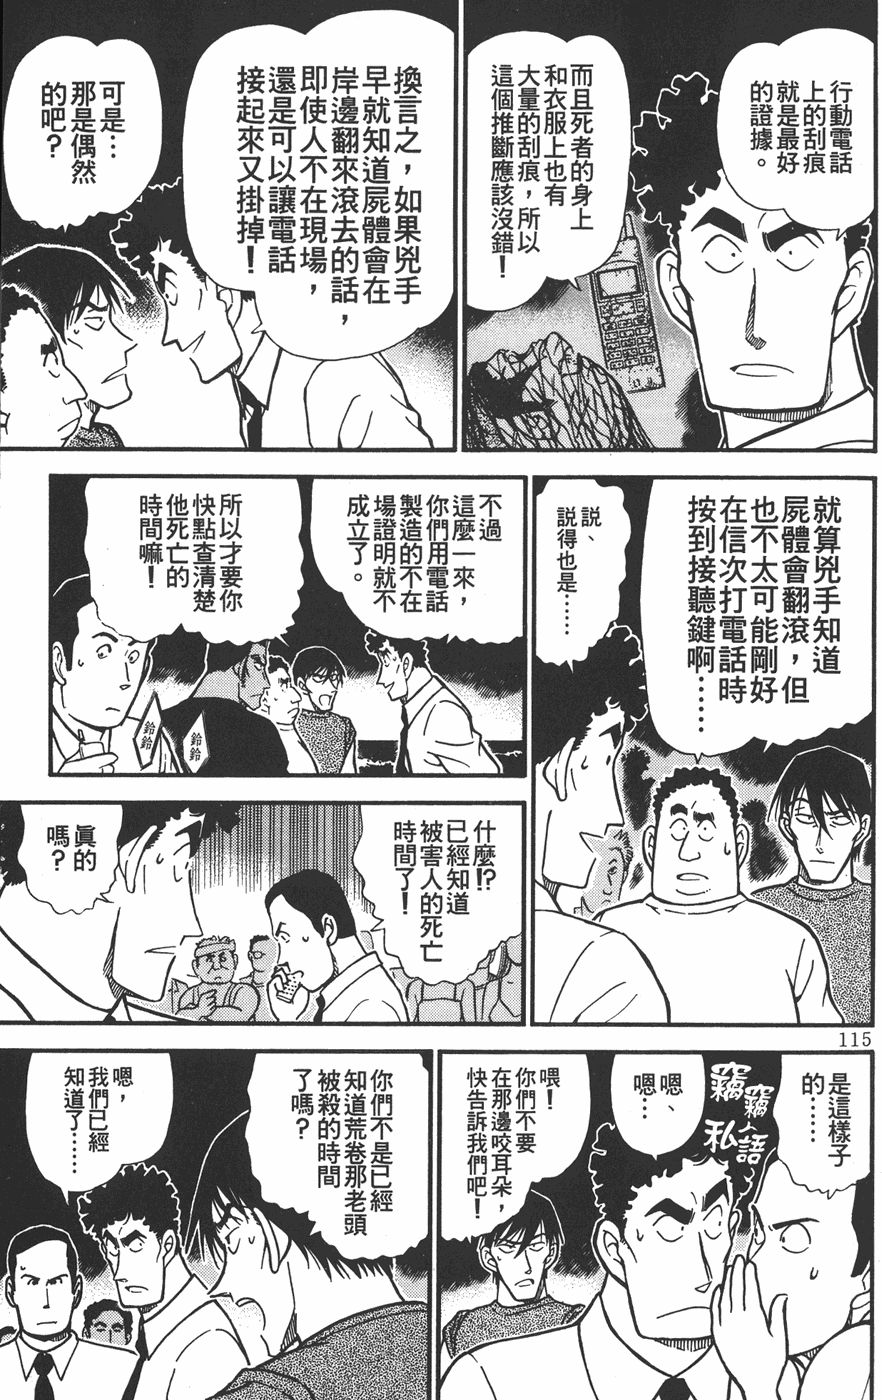 行動電話
上的刮痕
就是最好
的證據。
而且死者的身上
和衣服上也有
大量的刮痕，所以
這個推斷應該沒錯！
換言之，如果兇手
早就知道屍體會在
岸邊翻來滾去的話，
即使人不在現場，
還是可以讓電話
接起來又掛掉！
可是…
那是偶然
的吧？
就算兇手知道
屍體會翻滾，但
也不太可能剛好
在信次打電話時
按到接聽鍵啊……
説、
説得也是……
不過
這麼一來，
你們用電話
製造的不在
場證明就不
成立了。
所以才要你
快點查清楚
他死亡的
時間嘛！
鈴鈴
鈴鈴
什麼!?
已經知道
被害人的死亡
時間了！
眞的
嗎？
115
是這樣子
的……
竊竊
私人語
嗯、
嗯…
喂！
你們不要
在那邊咬耳朵，
快告訴我們吧！
你們不是已經
知道荒卷那老頭
被殺的時間
了嗎？
嗯，
我們已經
知道了……